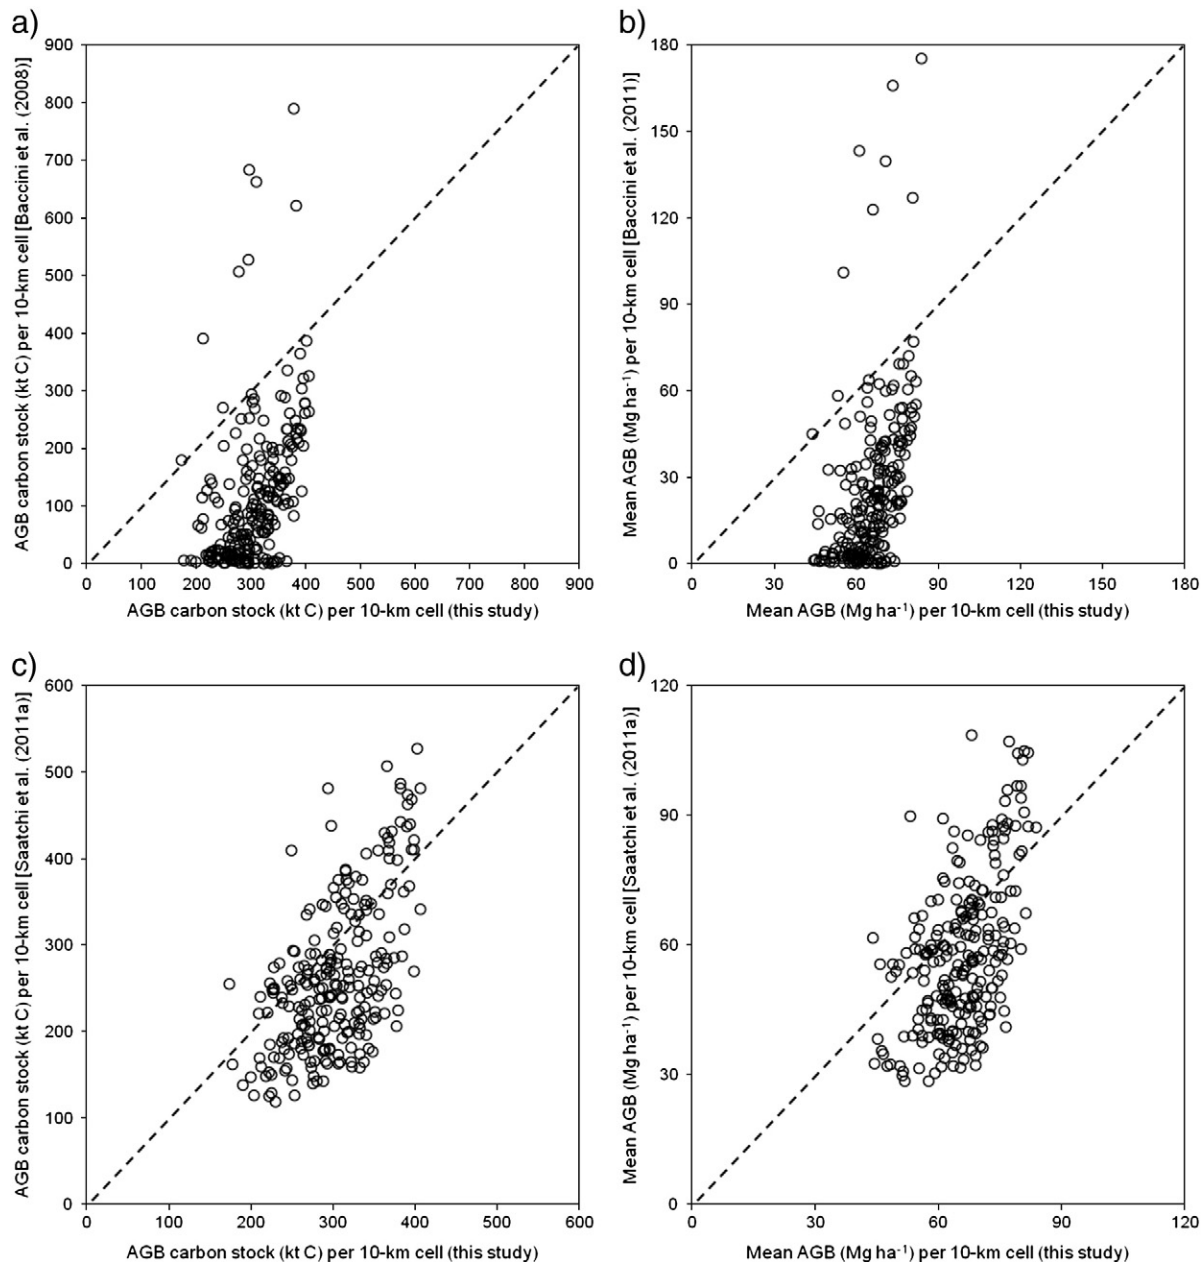 a)
AGB carbon stock (kt C) per 10-km cell [Baccini et al. (2008)]
900
800
700
600
500
400
300
200
100
0
0 100 200 300 400 500 600 700 800 900
AGB carbon stock (kt C) per 10-km cell (this study)
b)
Mean AGB (Mg ha⁻¹) per 10-km cell [Baccini et al. (2011)]
180
150
120
90
60
30
0
0 30 60 90 120 150 180
Mean AGB (Mg ha⁻¹) per 10-km cell (this study)
c)
AGB carbon stock (kt C) per 10-km cell [Saatchi et al. (2011a)]
600
500
400
300
200
100
0
0 100 200 300 400 500 600
AGB carbon stock (kt C) per 10-km cell (this study)
d)
Mean AGB (Mg ha⁻¹) per 10-km cell [Saatchi et al. (2011a)]
120
90
60
30
0
0 30 60 90 120
Mean AGB (Mg ha⁻¹) per 10-km cell (this study)